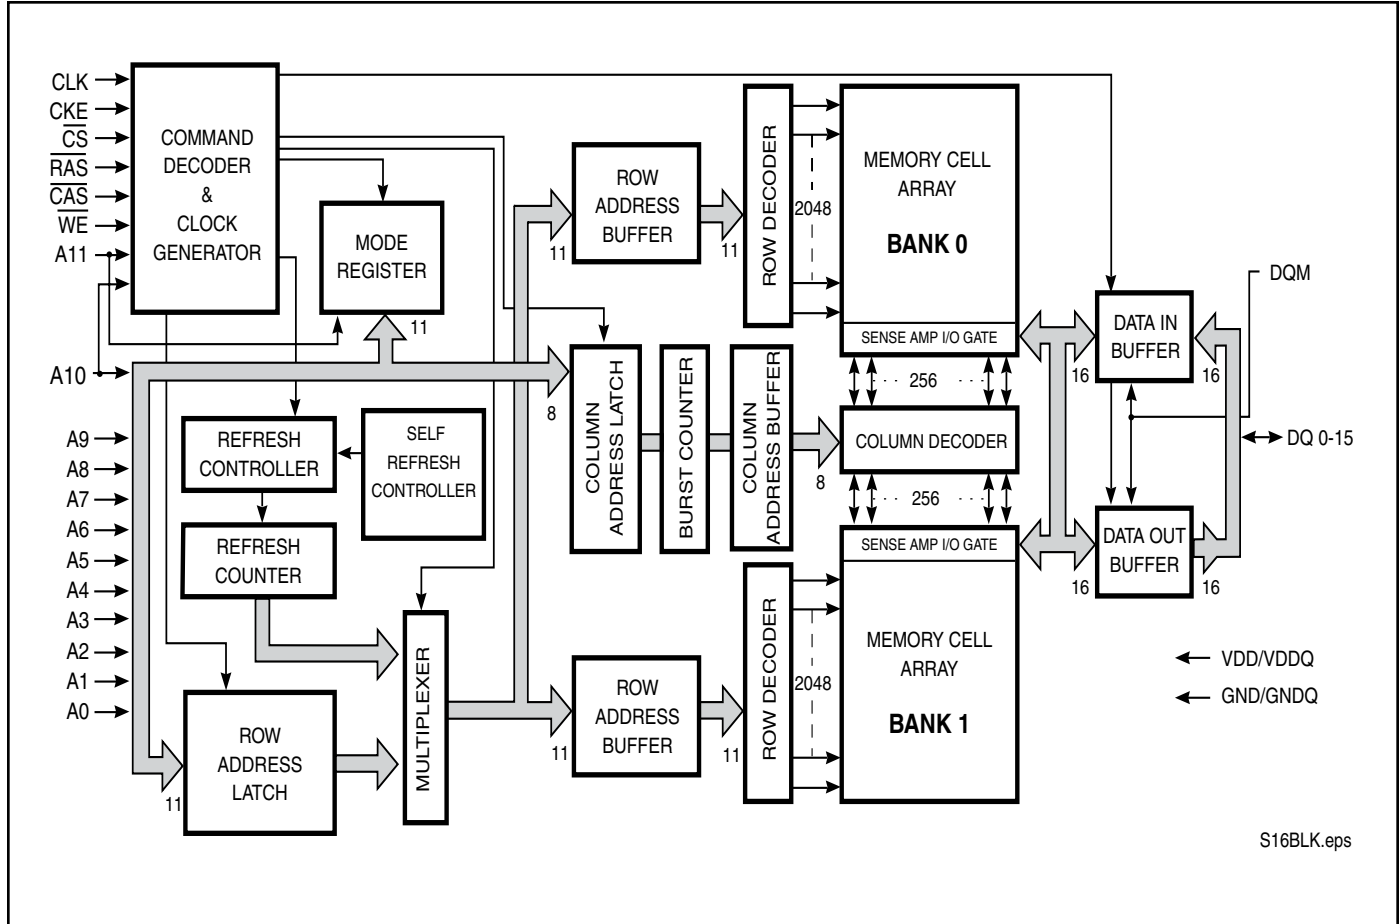 CLK
CKE
CS
RAS
CAS
WE
A11
A10
A9
A8
A7
A6
A5
A4
A3
A2
A1
A0
COMMAND
DECODER
&
CLOCK
GENERATOR
MODE
REGISTER
11
REFRESH
CONTROLLER
SELF
REFRESH
CONTROLLER
REFRESH
COUNTER
ROW
ADDRESS
LATCH
11
MULTIPLEXER
ROW
ADDRESS
BUFFER
11
11
ROW DECODER
2048
MEMORY CELL
ARRAY
BANK 0
SENSE AMP I/O GATE
8
COLUMN
ADDRESS LATCH
BURST COUNTER
COLUMN
ADDRESS BUFFER
8
256
COLUMN DECODER
256
ROW
ADDRESS
BUFFER
11
11
ROW DECODER
2048
SENSE AMP I/O GATE
MEMORY CELL
ARRAY
BANK 1
DQM
DATA IN
BUFFER
16
16
DQ 0-15
DATA OUT
BUFFER
16
16
VDD/VDDQ
GND/GNDQ
S16BLK.eps